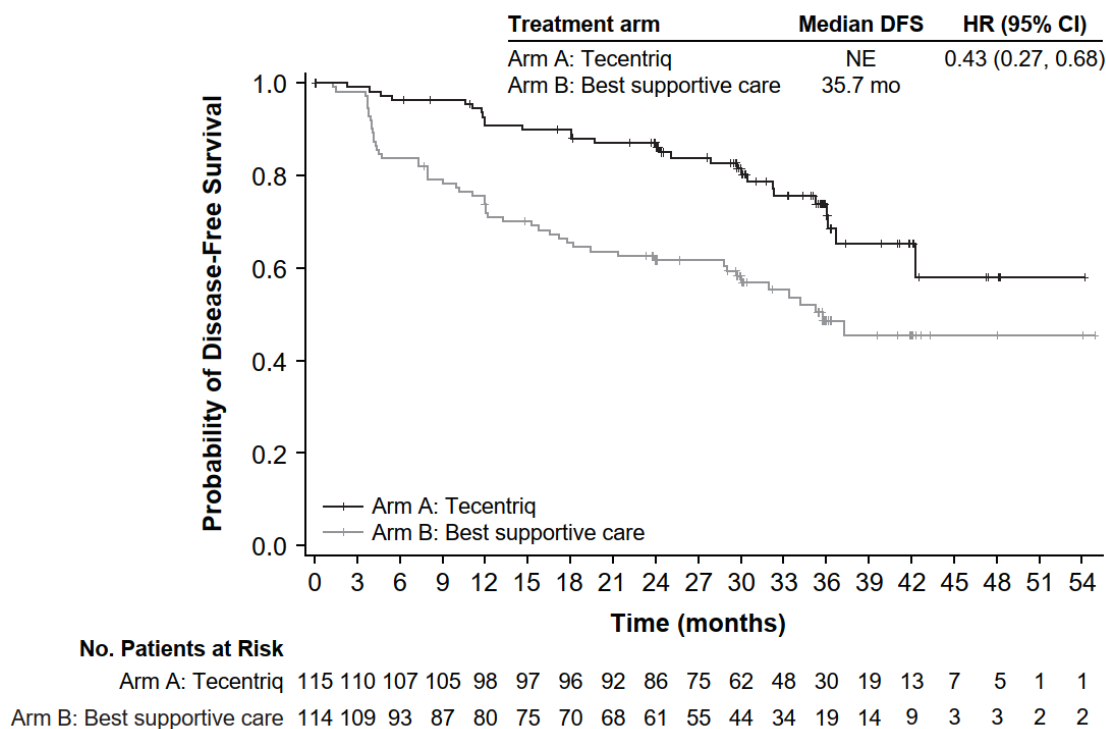 Treatment arm Median DFS HR (95% CI)
Arm A: Tecentriq NE 0.43 (0.27, 0.68)
Arm B: Best supportive care 35.7 mo
Probability of Disease-Free Survival
1.0
0.8
0.6
0.4
0.2
0.0
Arm A: Tecentriq
Arm B: Best supportive care
0 3 6 9 12 15 18 21 24 27 30 33 36 39 42 45 48 51 54
Time (months)
No. Patients at Risk
Arm A: Tecentriq 115 110 107 105 98 97 96 92 86 75 62 48 30 19 13 7 5 1 1
Arm B: Best supportive care 114 109 93 87 80 75 70 68 61 55 44 34 19 14 9 3 3 2 2